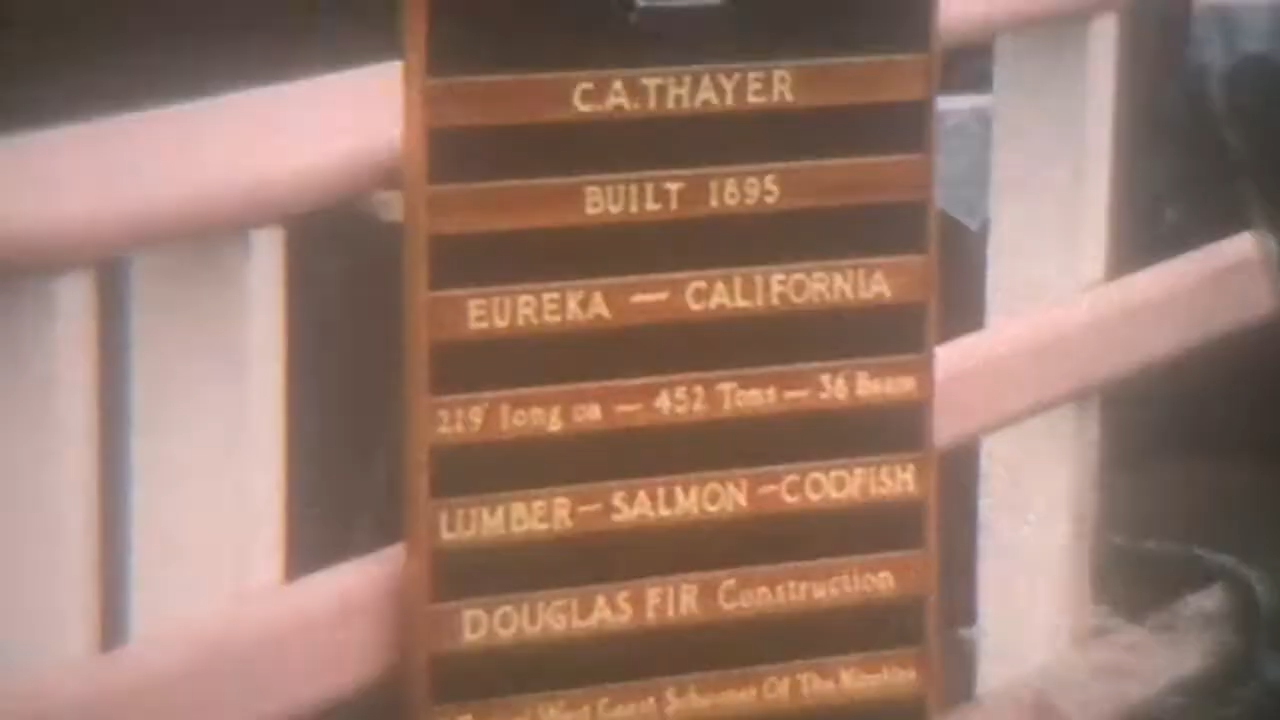 C.A.THAYER
BUILT 1895
EUREKA — CALIFORNIA
219' long oa — 452 Tons — 36 Beam
LUMBER — SALMON — CODFISH
DOUGLAS FIR Construction
West Coast Schooner Of The Nineties